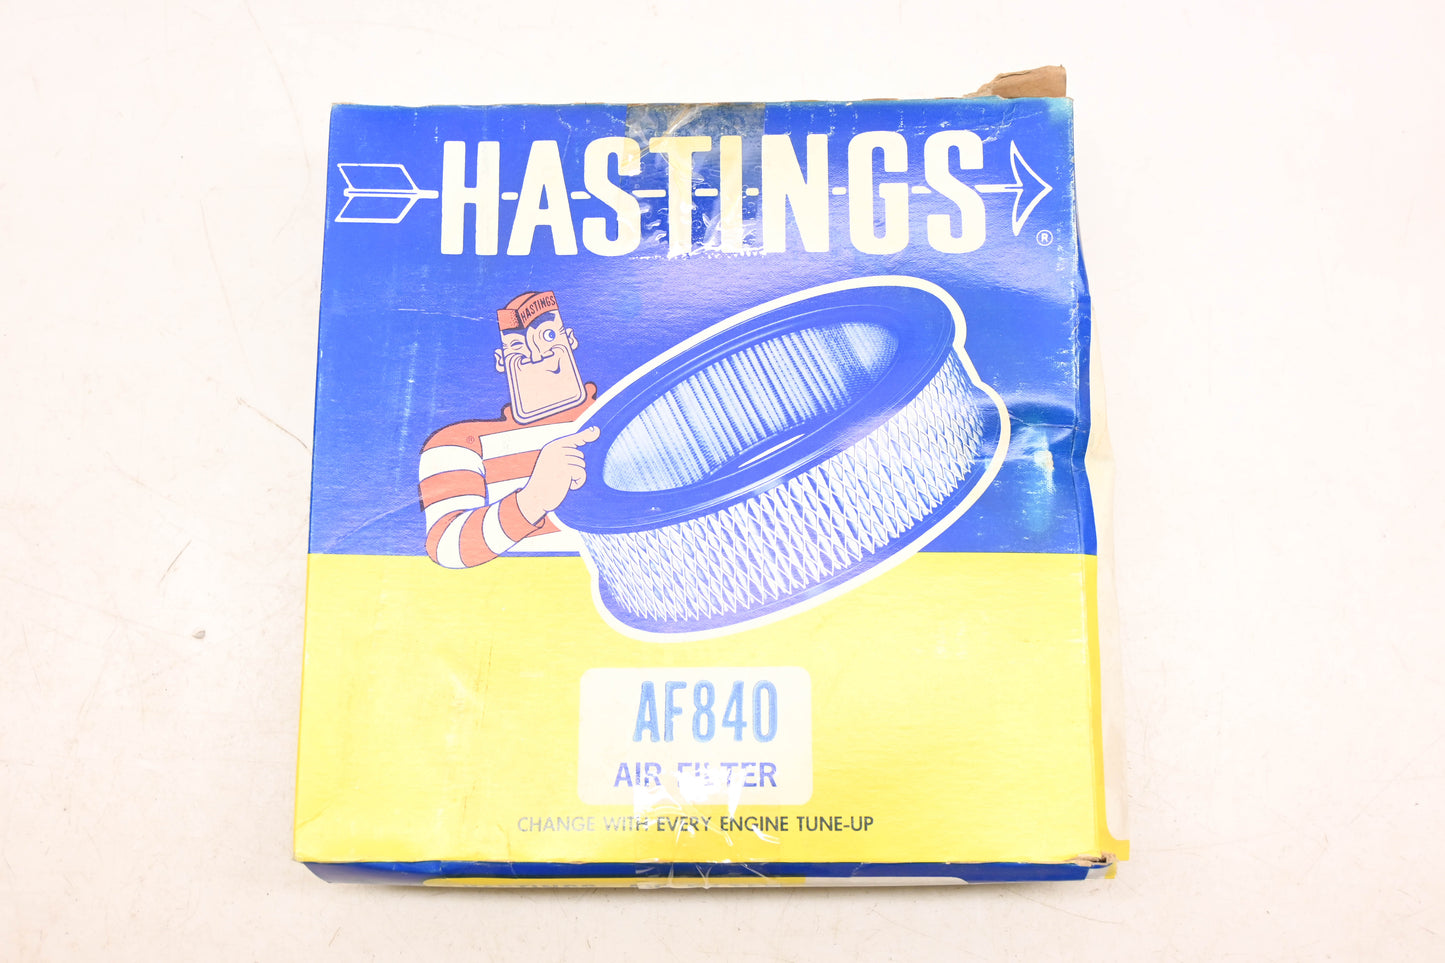 H-A-S-T-I-N-G-S ®
HASTINGS
®
AF840
AIR FILTER
CHANGE WITH EVERY ENGINE TUNE-UP
HASTINGS